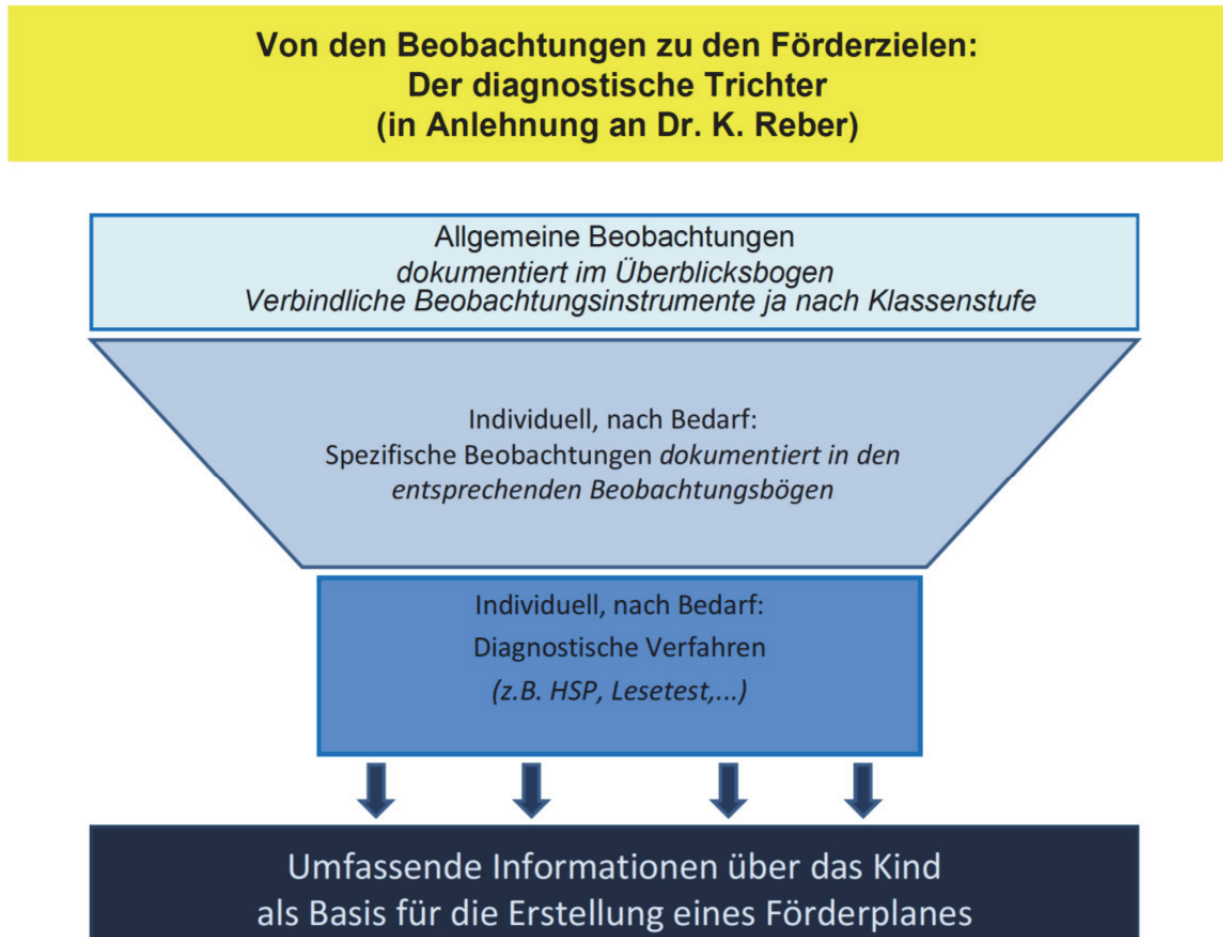 Von den Beobachtungen zu den Förderzielen:
Der diagnostische Trichter
(in Anlehnung an Dr. K. Reber)
Allgemeine Beobachtungen
dokumentiert im Überblicksbogen
Verbindliche Beobachtungsinstrumente ja nach Klassenstufe
Individuell, nach Bedarf:
Spezifische Beobachtungen dokumentiert in den
entsprechenden Beobachtungsbögen
Individuell, nach Bedarf:
Diagnostische Verfahren
(z.B. HSP, Lesetest,...)
Umfassende Informationen über das Kind
als Basis für die Erstellung eines Förderplanes